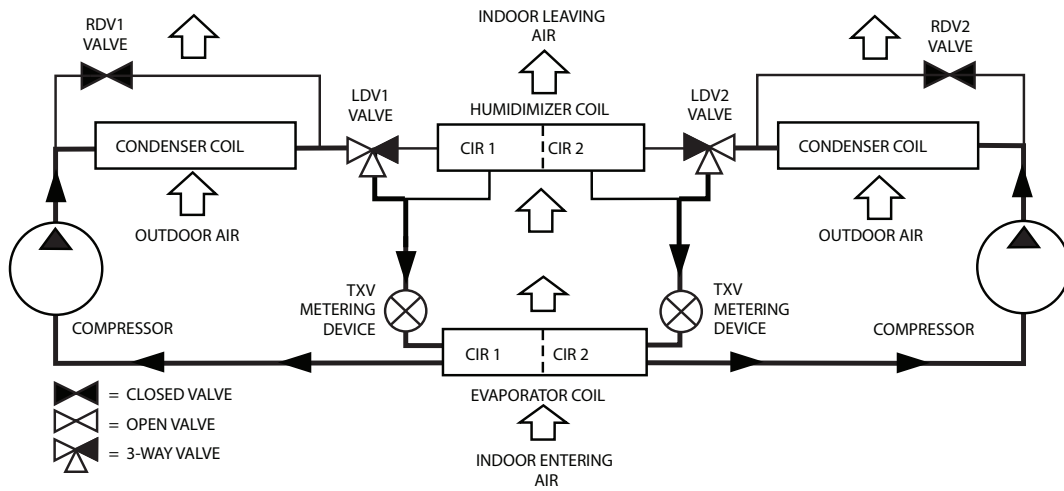 RDV1
VALVE
INDOOR LEAVING
AIR
RDV2
VALVE
LDV1
VALVE
HUMIDIMIZER COIL
LDV2
VALVE
CONDENSER COIL
CIR 1
CIR 2
CONDENSER COIL
OUTDOOR AIR
OUTDOOR AIR
TXV
METERING
DEVICE
TXV
METERING
DEVICE
COMPRESSOR
COMPRESSOR
CIR 1
CIR 2
EVAPORATOR COIL
= CLOSED VALVE
= OPEN VALVE
= 3-WAY VALVE
INDOOR ENTERING
AIR